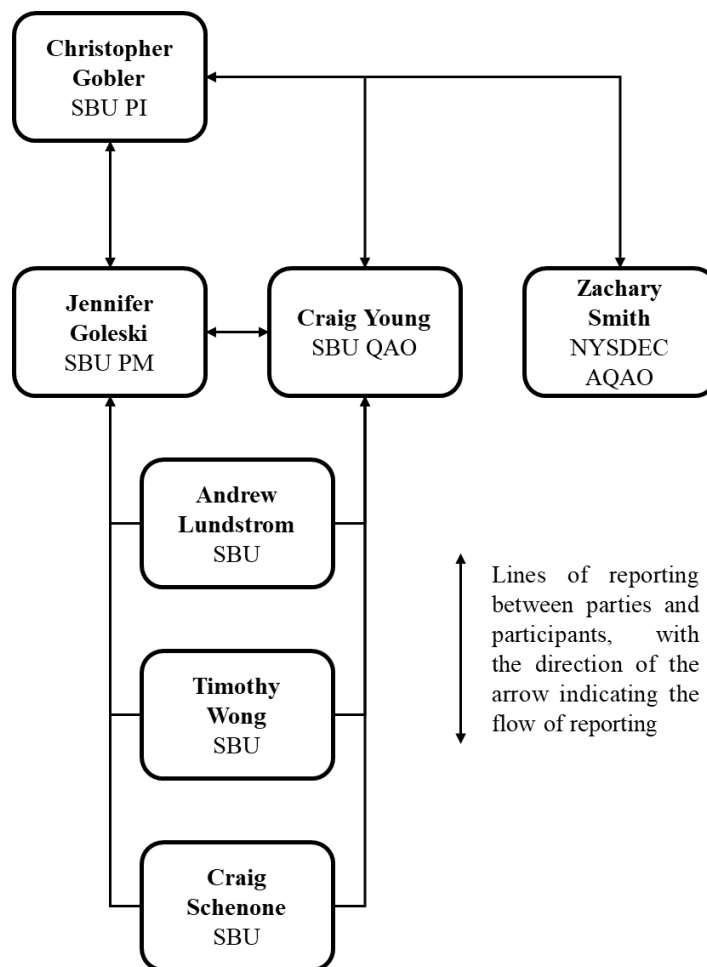 Christopher
Gobler
SBU PI
Jennifer
Goleski
SBU PM
Craig Young
SBU QAO
Zachary
Smith
NYSDEC
AQAO
Andrew
Lundstrom
SBU
Timothy
Wong
SBU
Craig
Schenone
SBU
Lines of reporting
between parties and
participants, with
the direction of the
arrow indicating the
flow of reporting